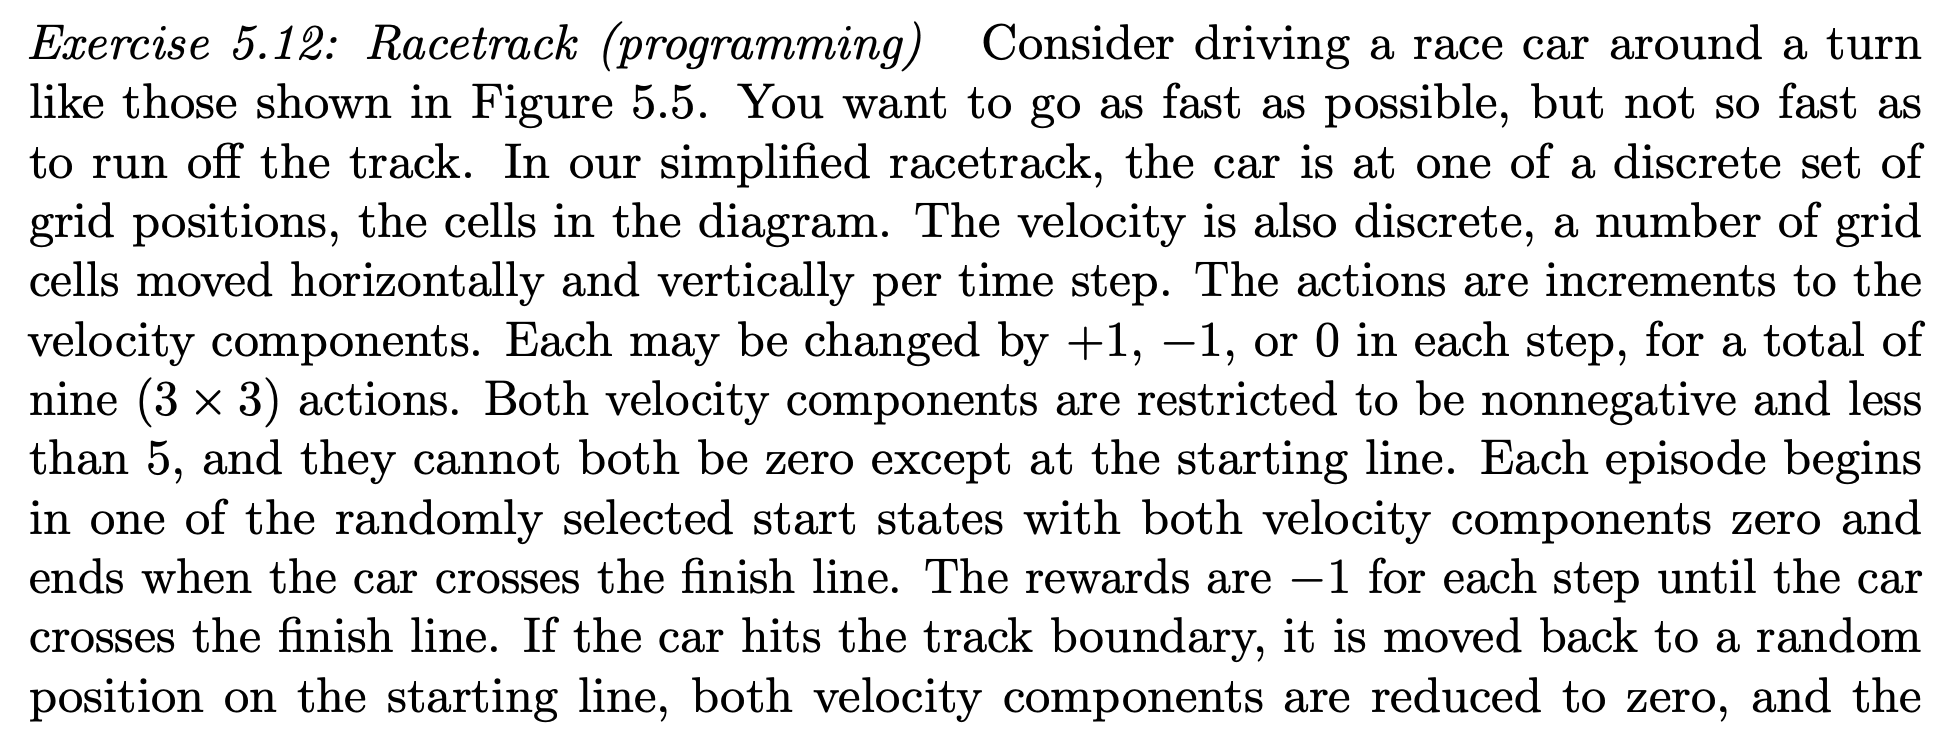 Exercise 5.12: Racetrack (programming) Consider driving a race car around a turn
like those shown in Figure 5.5. You want to go as fast as possible, but not so fast as
to run off the track. In our simplified racetrack, the car is at one of a discrete set of
grid positions, the cells in the diagram. The velocity is also discrete, a number of grid
cells moved horizontally and vertically per time step. The actions are increments to the
velocity components. Each may be changed by +1, −1, or 0 in each step, for a total of
nine (3 × 3) actions. Both velocity components are restricted to be nonnegative and less
than 5, and they cannot both be zero except at the starting line. Each episode begins
in one of the randomly selected start states with both velocity components zero and
ends when the car crosses the finish line. The rewards are −1 for each step until the car
crosses the finish line. If the car hits the track boundary, it is moved back to a random
position on the starting line, both velocity components are reduced to zero, and the